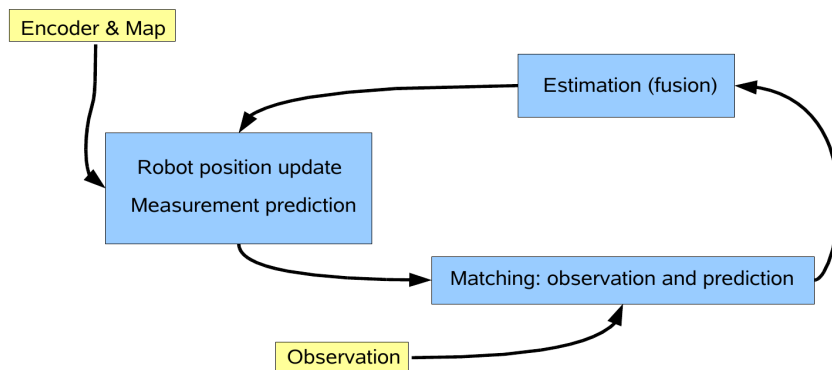 Encoder & Map
Estimation (fusion)
Robot position update
Measurement prediction
Matching: observation and prediction
Observation